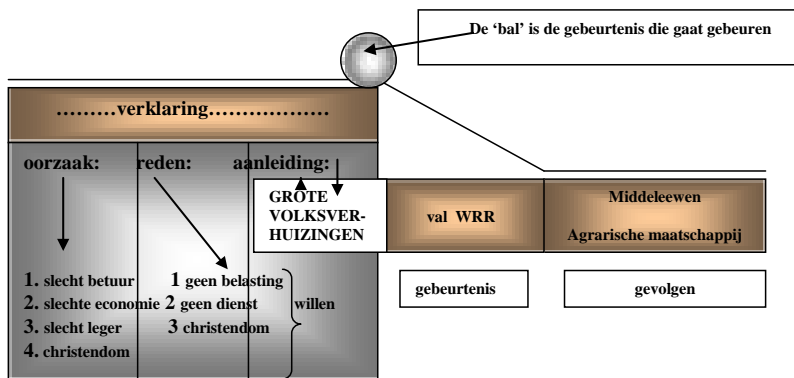 De ‘bal’ is de gebeurtenis die gaat gebeuren
………verklaring………………
oorzaak: reden: aanleiding:
GROTE
VOLKSVER-
HUIZINGEN
val WRR
Middeleewen
Agrarische maatschappij
1. slecht betuur
2. slechte economie
3. slecht leger
4. christendom
1 geen belasting
2 geen dienst
3 christendom
willen
gebeurtenis
gevolgen